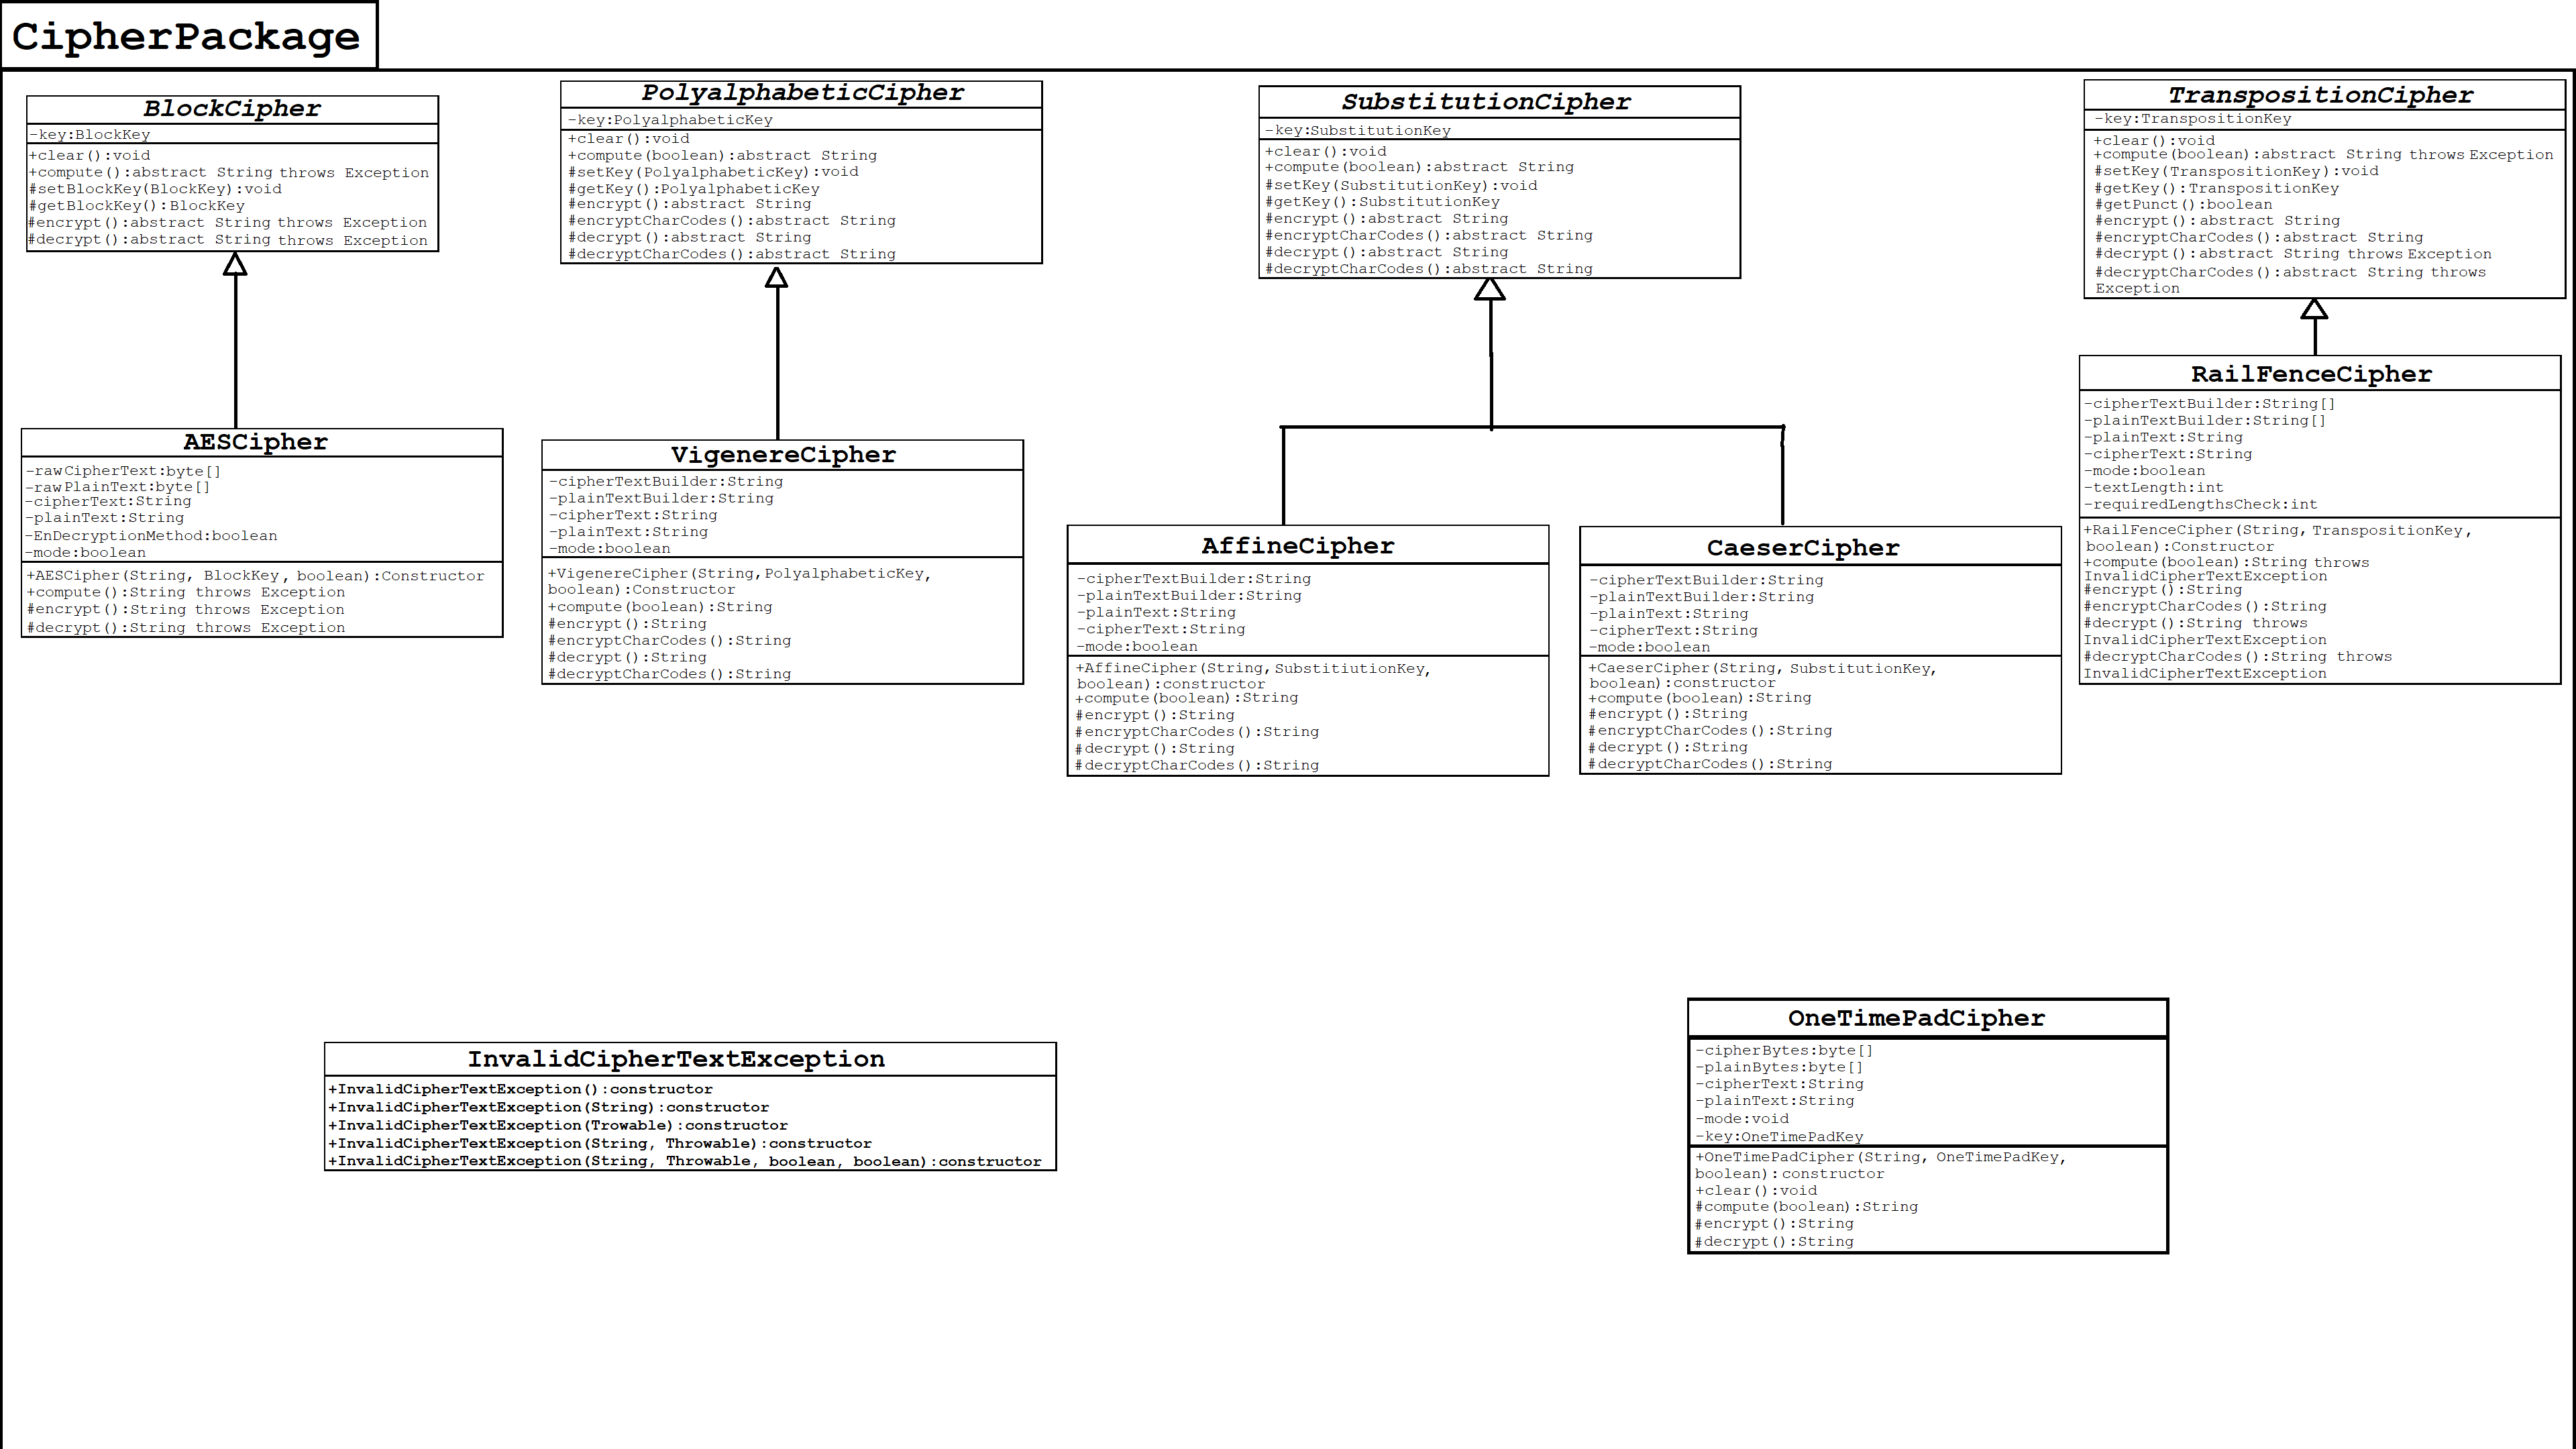 CipherPackage
BlockCipher
-key:BlockKey
+clear():void
+compute():abstract String throws Exception
#setBlockKey(BlockKey):void
#getBlockKey():BlockKey
#encrypt():abstract String throws Exception
#decrypt():abstract String throws Exception
PolyalphabeticCipher
-key:PolyalphabeticKey
+clear():void
+compute(boolean):abstract String
#setKey(PolyalphabeticKey):void
#getKey():PolyalphabeticKey
#encrypt():abstract String
#encryptCharCodes():abstract String
#decrypt():abstract String
#decryptCharCodes():abstract String
SubstitutionCipher
-key:SubstitutionKey
+clear():void
+compute(boolean):abstract String
#setKey(SubstitutionKey):void
#getKey():SubstitutionKey
#encrypt():abstract String
#encryptCharCodes():abstract String
#decrypt():abstract String
#decryptCharCodes():abstract String
TranspositionCipher
-key:TranspositionKey
+clear():void
+compute(boolean):abstract String throws Exception
#setKey(TranspositionKey):void
#getKey():TranspositionKey
#getPunct():boolean
#encrypt():abstract String
#encryptCharCodes():abstract String
#decrypt():abstract String throws Exception
#decryptCharCodes():abstract String throws
Exception
AESCipher
-rawCipherText:byte[]
-rawPlainText:byte[]
-cipherText:String
-plainText:String
-EnDecryptionMethod:boolean
-mode:boolean
+AESCipher(String, BlockKey, boolean):Constructor
+compute():String throws Exception
#encrypt():String throws Exception
#decrypt():String throws Exception
VigenereCipher
-cipherTextBuilder:String
-plainTextBuilder:String
-cipherText:String
-plainText:String
-mode:boolean
+VigenereCipher(String, PolyalphabeticKey,
boolean):Constructor
+compute(boolean):String
#encrypt():String
#encryptCharCodes():String
#decrypt():String
#decryptCharCodes():String
AffineCipher
-cipherTextBuilder:String
-plainTextBuilder:String
-plainText:String
-cipherText:String
-mode:boolean
+AffineCipher(String, SubstitiutionKey,
boolean):constructor
+compute(boolean):String
#encrypt():String
#encryptCharCodes():String
#decrypt():String
#decryptCharCodes():String
CaeserCipher
-cipherTextBuilder:String
-plainTextBuilder:String
-plainText:String
-cipherText:String
-mode:boolean
+CaeserCipher(String, SubstitutionKey,
boolean):constructor
+compute(boolean):String
#encrypt():String
#encryptCharCodes():String
#decrypt():String
#decryptCharCodes():String
RailFenceCipher
-cipherTextBuilder:String[]
-plainTextBuilder:String[]
-plainText:String
-cipherText:String
-mode:boolean
-textLength:int
-requiredLengthsCheck:int
+RailFenceCipher(String, TranspositionKey,
boolean):Constructor
+compute(boolean):String throws
InvalidCipherTextException
#encrypt():String
#encryptCharCodes():String
#decrypt():String throws
InvalidCipherTextException
#decryptCharCodes():String throws
InvalidCipherTextException
InvalidCipherTextException
+InvalidCipherTextException():constructor
+InvalidCipherTextException(String):constructor
+InvalidCipherTextException(Trowable):constructor
+InvalidCipherTextException(String, Throwable):constructor
+InvalidCipherTextException(String, Throwable, boolean, boolean):constructor
OneTimePadCipher
-cipherBytes:byte[]
-plainBytes:byte[]
-cipherText:String
-plainText:String
-mode:void
-key:OneTimePadKey
+OneTimePadCipher(String, OneTimePadKey,
boolean):constructor
+clear():void
#compute(boolean):String
#encrypt():String
#decrypt():String